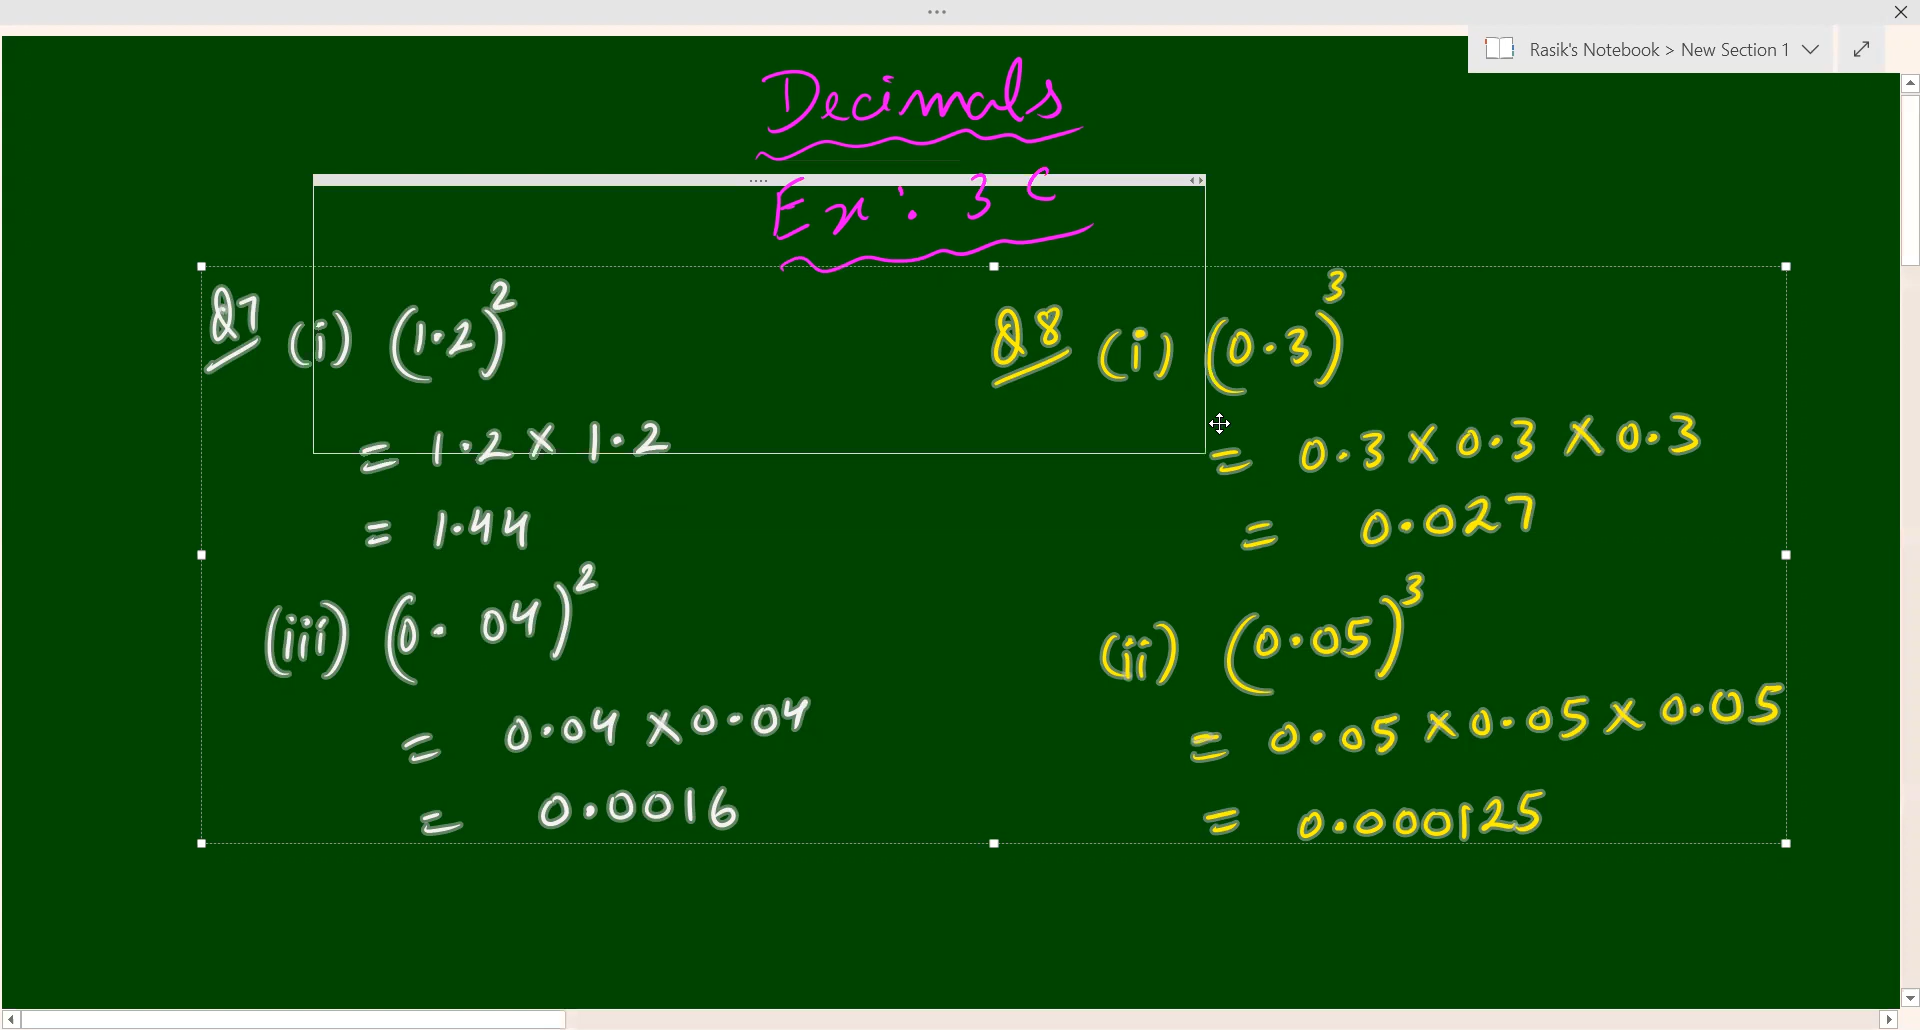 Rasik's Notebook > New Section 1
Decimals
Ex: 3C
Q7 (i) (1.2)²
= 1.2 × 1.2
= 1.44
(iii) (0.04)²
= 0.04 × 0.04
= 0.0016
Q8 (i) (0.3)³
= 0.3 × 0.3 × 0.3
= 0.027
(ii) (0.05)³
= 0.05 × 0.05 × 0.05
= 0.000125